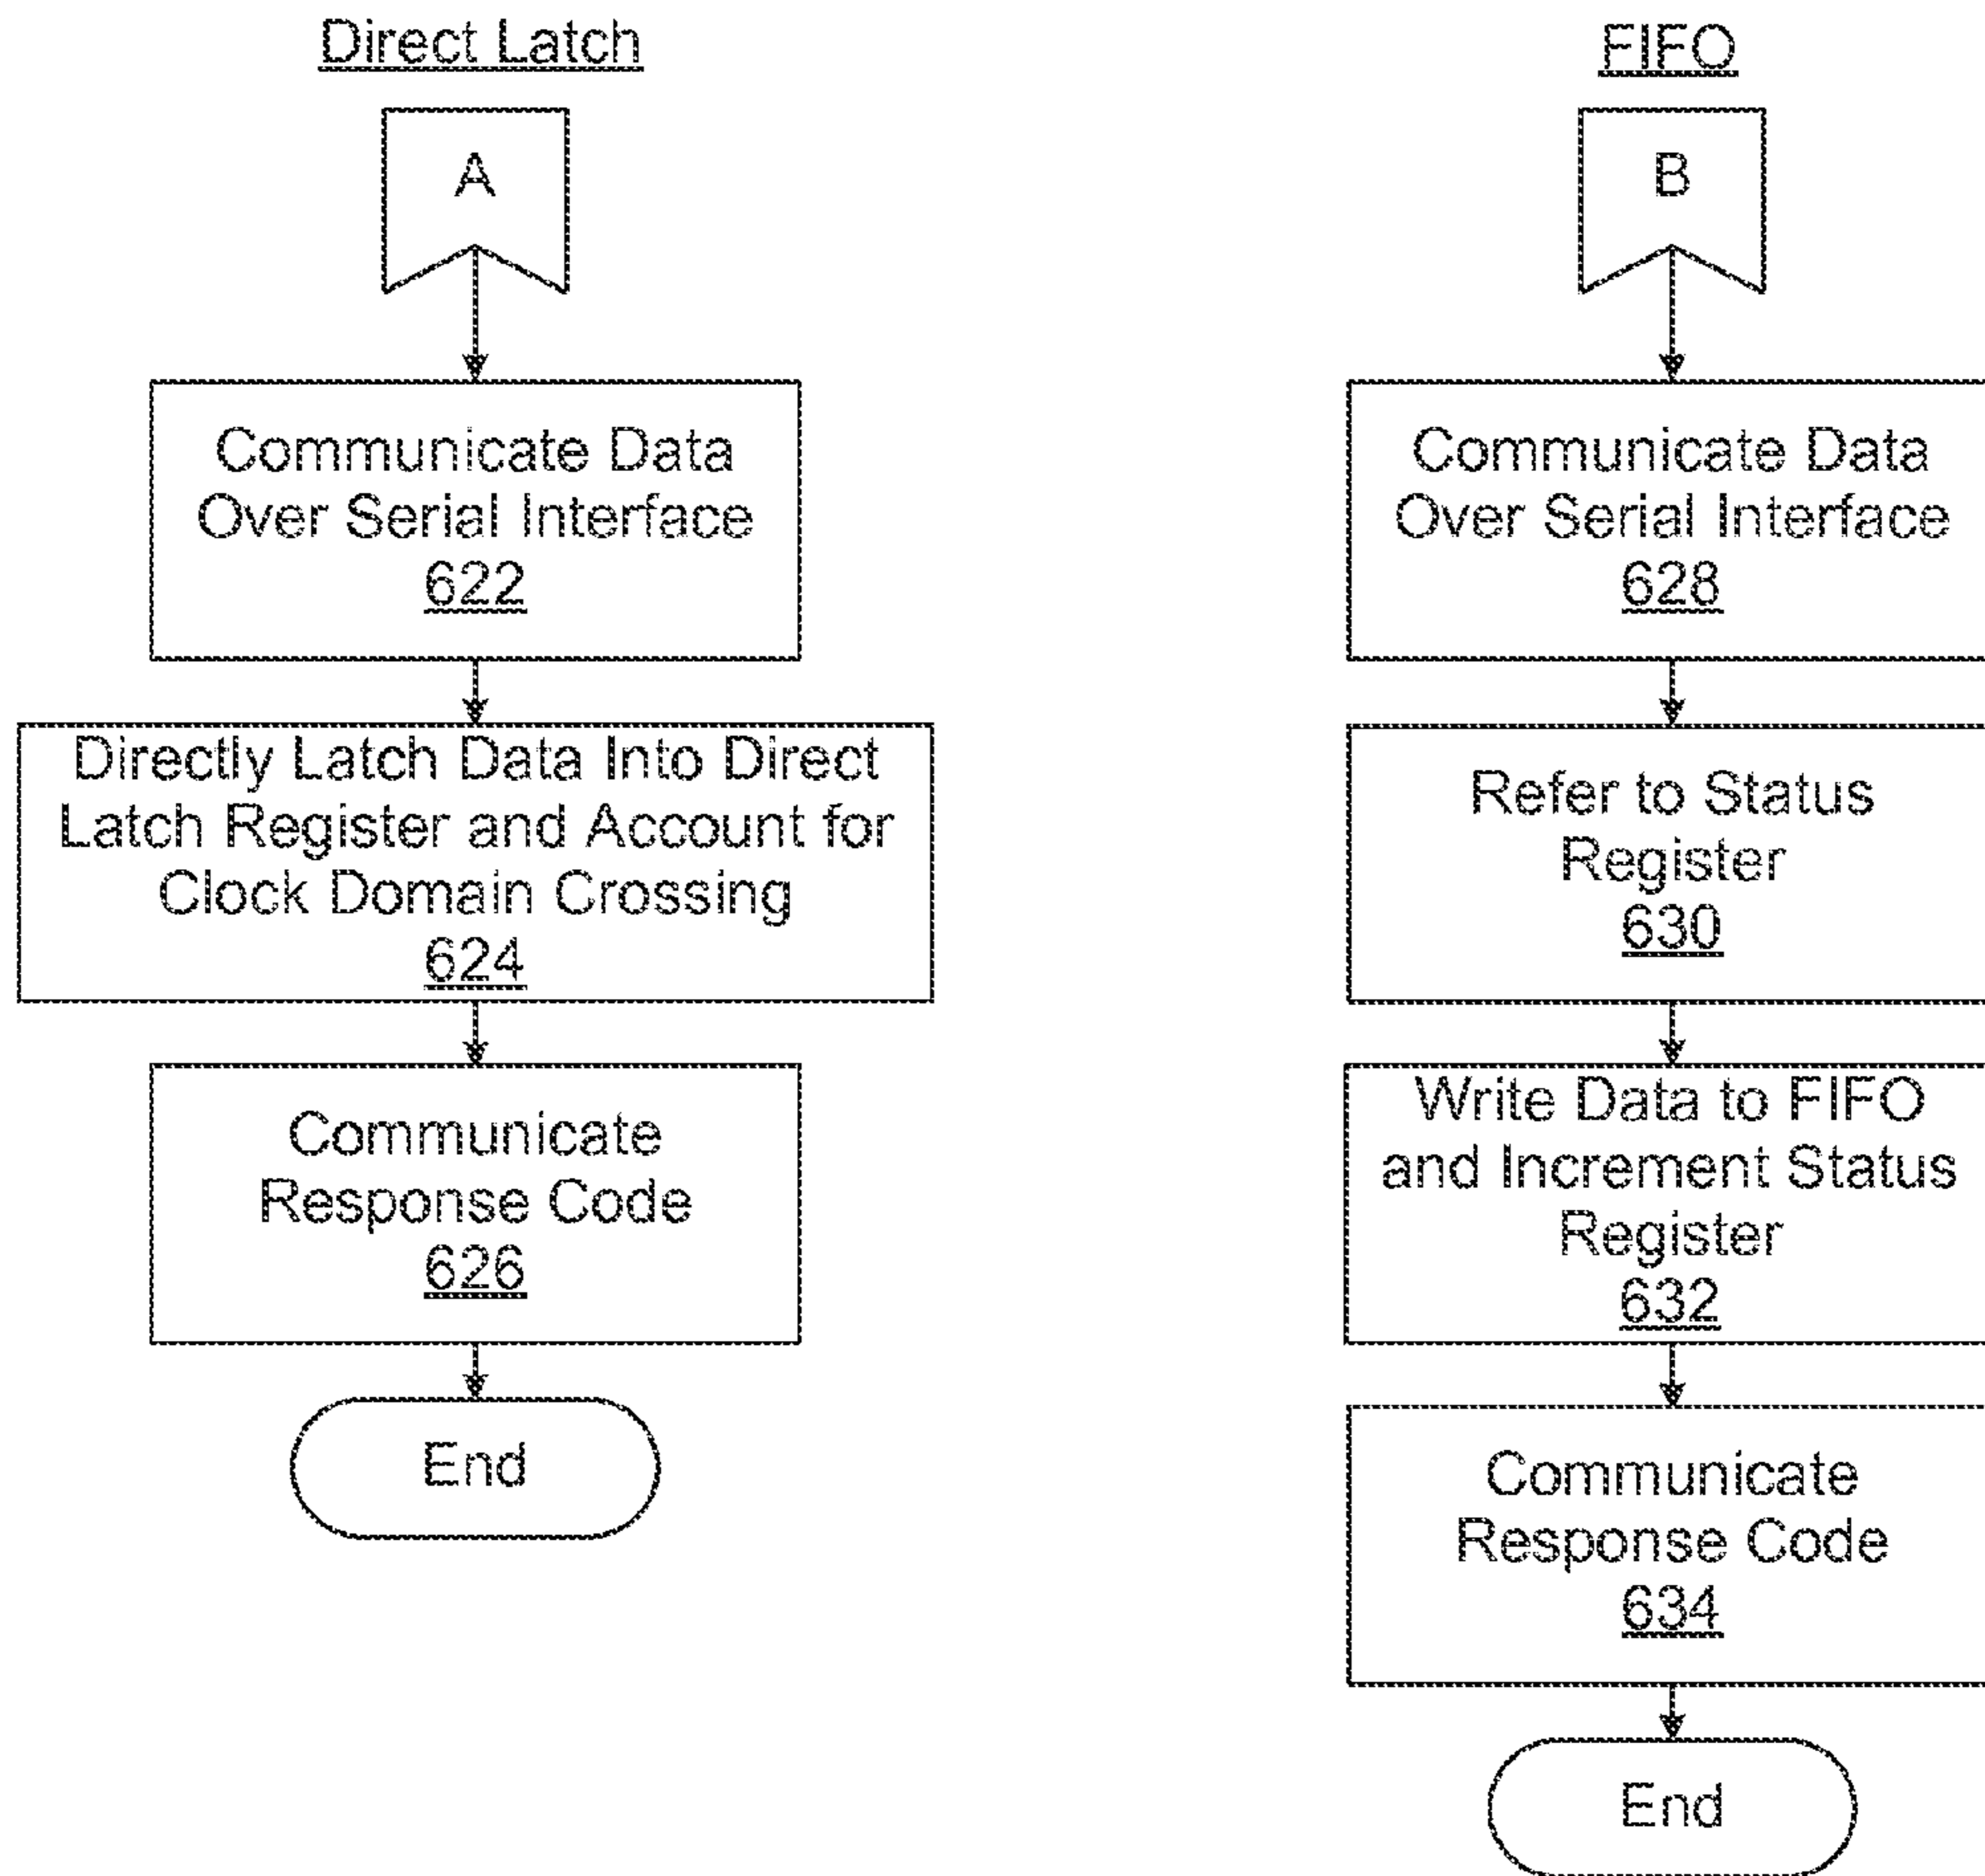 Direct Latch
A
Communicate Data
Over Serial Interface
622
Directly Latch Data Into Direct
Latch Register and Account for
Clock Domain Crossing
624
Communicate
Response Code
626
End
FIFO
B
Communicate Data
Over Serial Interface
628
Refer to Status
Register
630
Write Data to FIFO
and Increment Status
Register
632
Communicate
Response Code
634
End